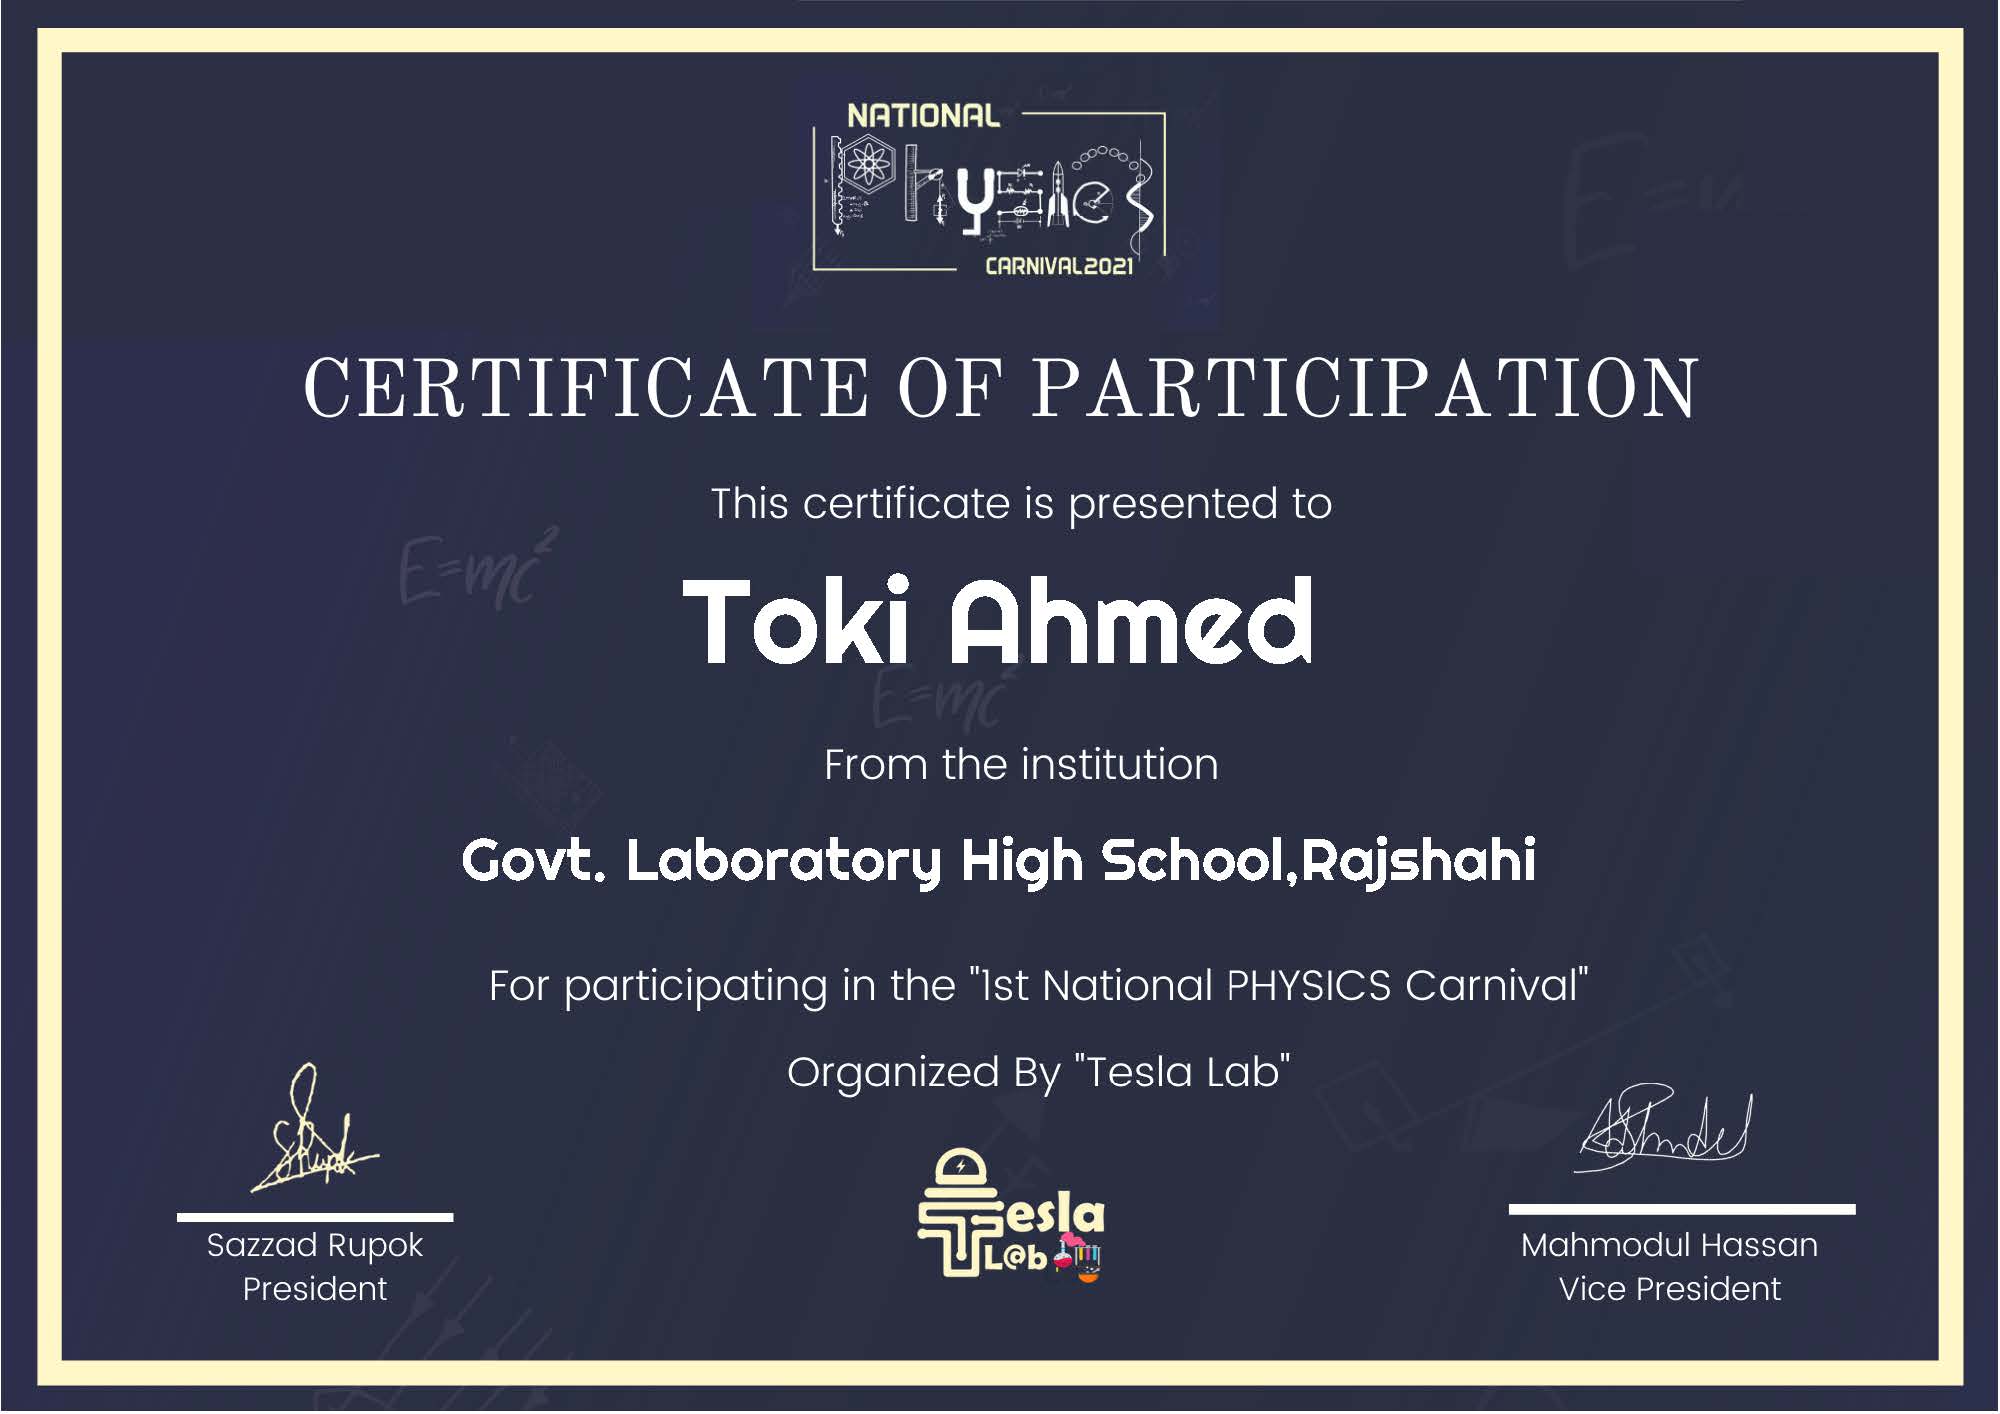 NATIONAL
Physics
CARNIVAL2021
CERTIFICATE OF PARTICIPATION
This certificate is presented to
E=mc²
Toki Ahmed
E=mc²
From the institution
Govt. Laboratory High School,Rajshahi
For participating in the "1st National PHYSICS Carnival"
Organized By "Tesla Lab"
Tesla
L@b
Sazzad Rupok
President
Mahmodul Hassan
Vice President